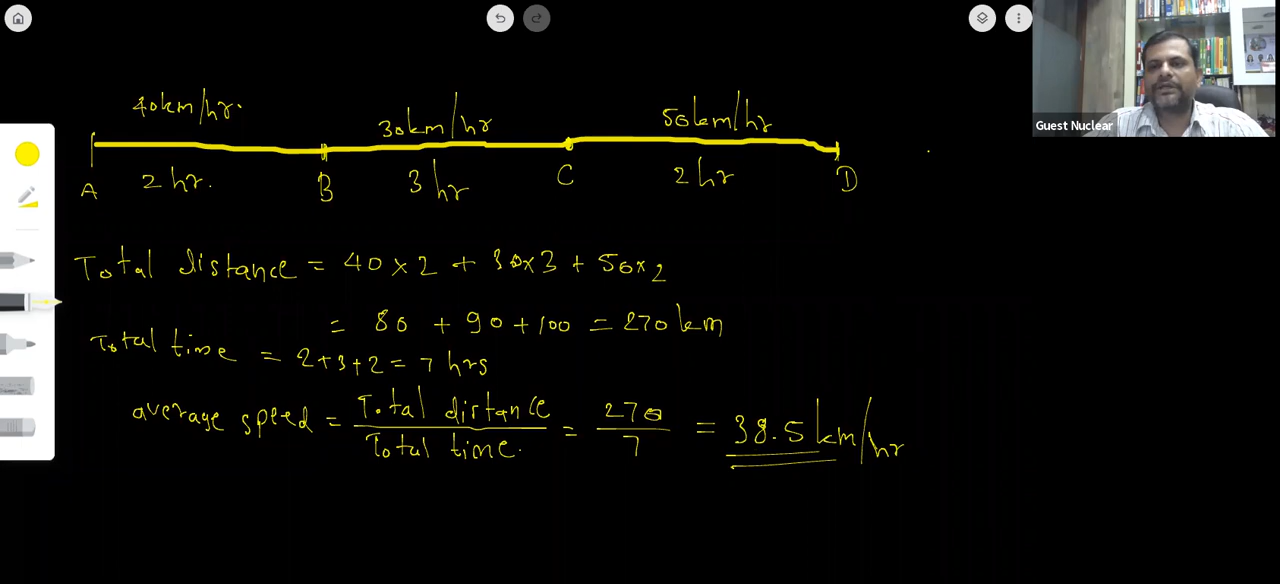 40km/hr.
30km/hr
50km/hr
Guest Nuclear
A
2 hr.
B
3 hr
C
2 hr
D
Total distance = 40 × 2 + 30×3 + 50×2
= 80 + 90 + 100 = 270 km
Total time = 2+3+2 = 7 hrs
average speed = Total distance / Total time. = 270 / 7 = 38.5 km/hr